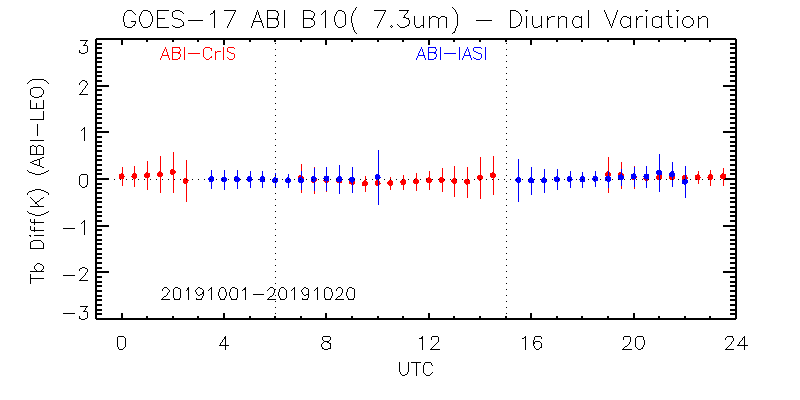 GOES-17 ABI B10( 7.3um) - Diurnal Variation
ABI-CrIS
ABI-IASI
Tb Diff(K) (ABI-LEO)
3
2
1
0
-1
-2
-3
20191001-20191020
0 4 8 12 16 20 24
UTC